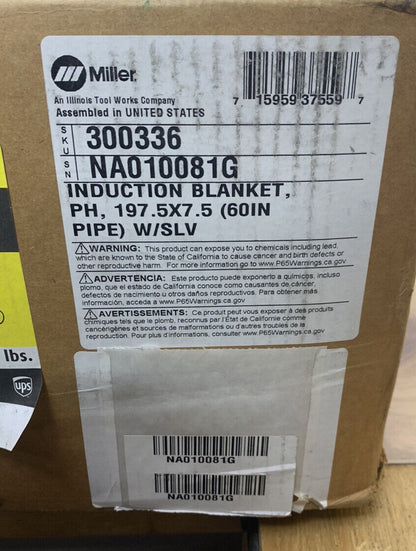 Miller.
An Illinois Tool Works Company
Assembled in UNITED STATES
7 15959 37559 7
SKU 300336
SN NA010081G
INDUCTION BLANKET,
PH, 197.5X7.5 (60IN
PIPE) W/SLV
WARNING: This product can expose you to chemicals including lead,
which are known to the State of California to cause cancer and birth defects or
other reproductive harm. For more information go to www.P65Warnings.ca.gov.
ADVERTENCIA: Este producto puede exponerlo a químicos, incluso
plomo, que el estado de California conoce como causantes de cáncer,
defectos de nacimiento u otros daños reproductivos. Para obtener más
información, acceda a www.P65Warnings.ca.gov
AVERTISSEMENTS: Ce produit peut vous exposer à des produits
chimiques tels que le plomb, reconnus par l'État de Californie comme
cancérigènes et sources de malformations ou d'autres troubles de la
reproduction. Pour plus d'informations, consulter www.P65Warnings.ca.gov.
lbs.
ups
NA010081G
NA010081G